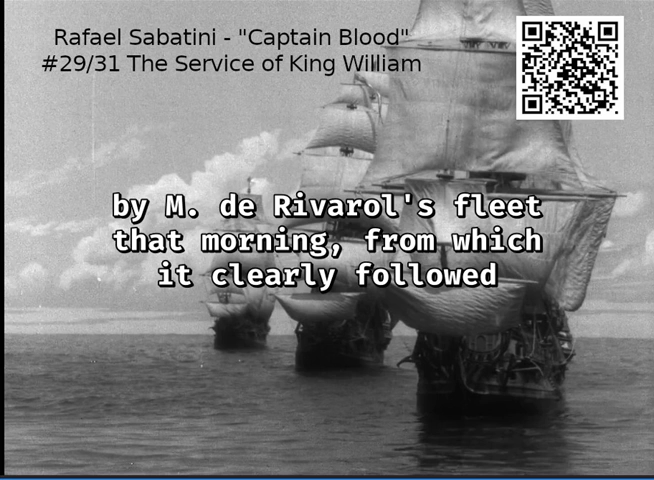 Rafael Sabatini - "Captain Blood"
#29/31 The Service of King William
by M. de Rivarol's fleet
that morning, from which
it clearly followed